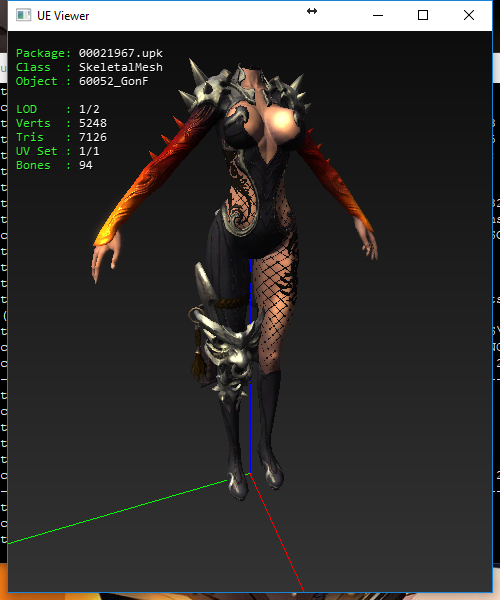 UE Viewer
Package: 00021967.upk
Class  : SkeletalMesh
Object : 60052_GonF
LOD    : 1/2
Verts  : 5248
Tris   : 7126
UV Set : 1/1
Bones  : 94